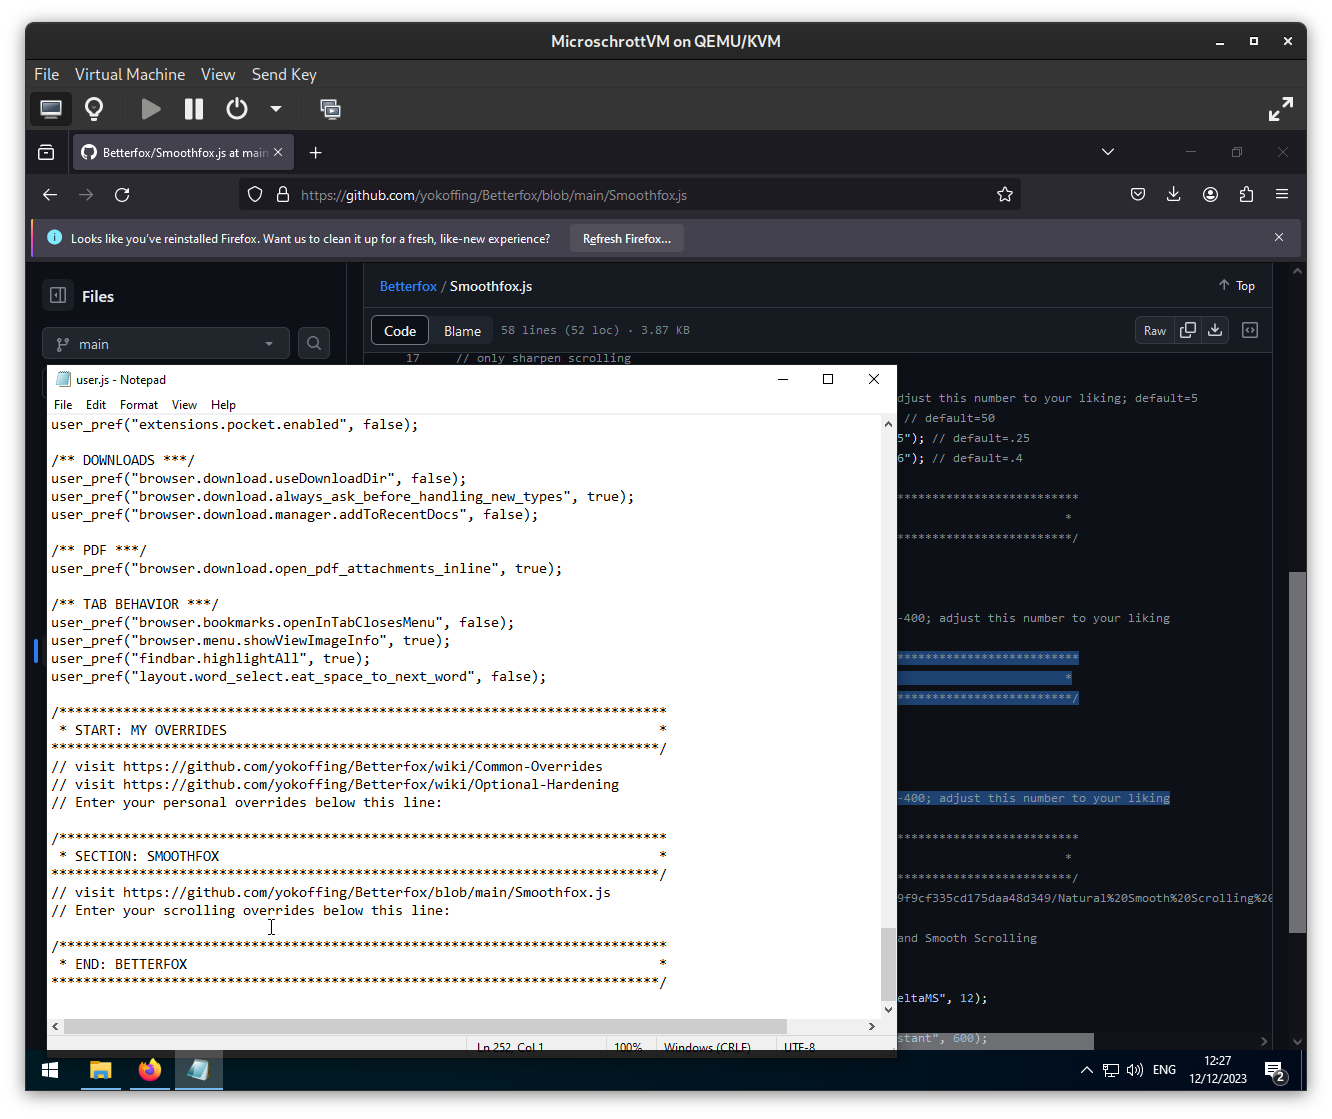 MicroschrottVM on QEMU/KVM
File Virtual Machine View Send Key
Betterfox/Smoothfox.js at main
https://github.com/yokoffing/Betterfox/blob/main/Smoothfox.js
Looks like you've reinstalled Firefox. Want us to clean it up for a fresh, like-new experience? Refresh Firefox...
Files
Betterfox / Smoothfox.js
Top
main
Code Blame 58 lines (52 loc) · 3.87 KB Raw
17 // only sharpen scrolling
djust this number to your liking; default=5
// default=50
5"); // default=.25
6"); // default=.4
***************************
*
**************************/
-400; adjust this number to your liking
***************************
*
**************************/
-400; adjust this number to your liking
***************************
*
**************************/
9f9cf335cd175daa48d349/Natural%20Smooth%20Scrolling%2
and Smooth Scrolling
eltaMS", 12);
stant", 600);
user.js - Notepad
File Edit Format View Help
user_pref("extensions.pocket.enabled", false);
/** DOWNLOADS ***/
user_pref("browser.download.useDownloadDir", false);
user_pref("browser.download.always_ask_before_handling_new_types", true);
user_pref("browser.download.manager.addToRecentDocs", false);
/** PDF ***/
user_pref("browser.download.open_pdf_attachments_inline", true);
/** TAB BEHAVIOR ***/
user_pref("browser.bookmarks.openInTabClosesMenu", false);
user_pref("browser.menu.showViewImageInfo", true);
user_pref("findbar.highlightAll", true);
user_pref("layout.word_select.eat_space_to_next_word", false);
/****************************************************************************
 * START: MY OVERRIDES *
****************************************************************************/
// visit https://github.com/yokoffing/Betterfox/wiki/Common-Overrides
// visit https://github.com/yokoffing/Betterfox/wiki/Optional-Hardening
// Enter your personal overrides below this line:
/****************************************************************************
 * SECTION: SMOOTHFOX *
****************************************************************************/
// visit https://github.com/yokoffing/Betterfox/blob/main/Smoothfox.js
// Enter your scrolling overrides below this line:
/****************************************************************************
 * END: BETTERFOX *
****************************************************************************/
Ln 252, Col 1 100% Windows (CRLF) UTF-8
ENG
12:27
12/12/2023
2